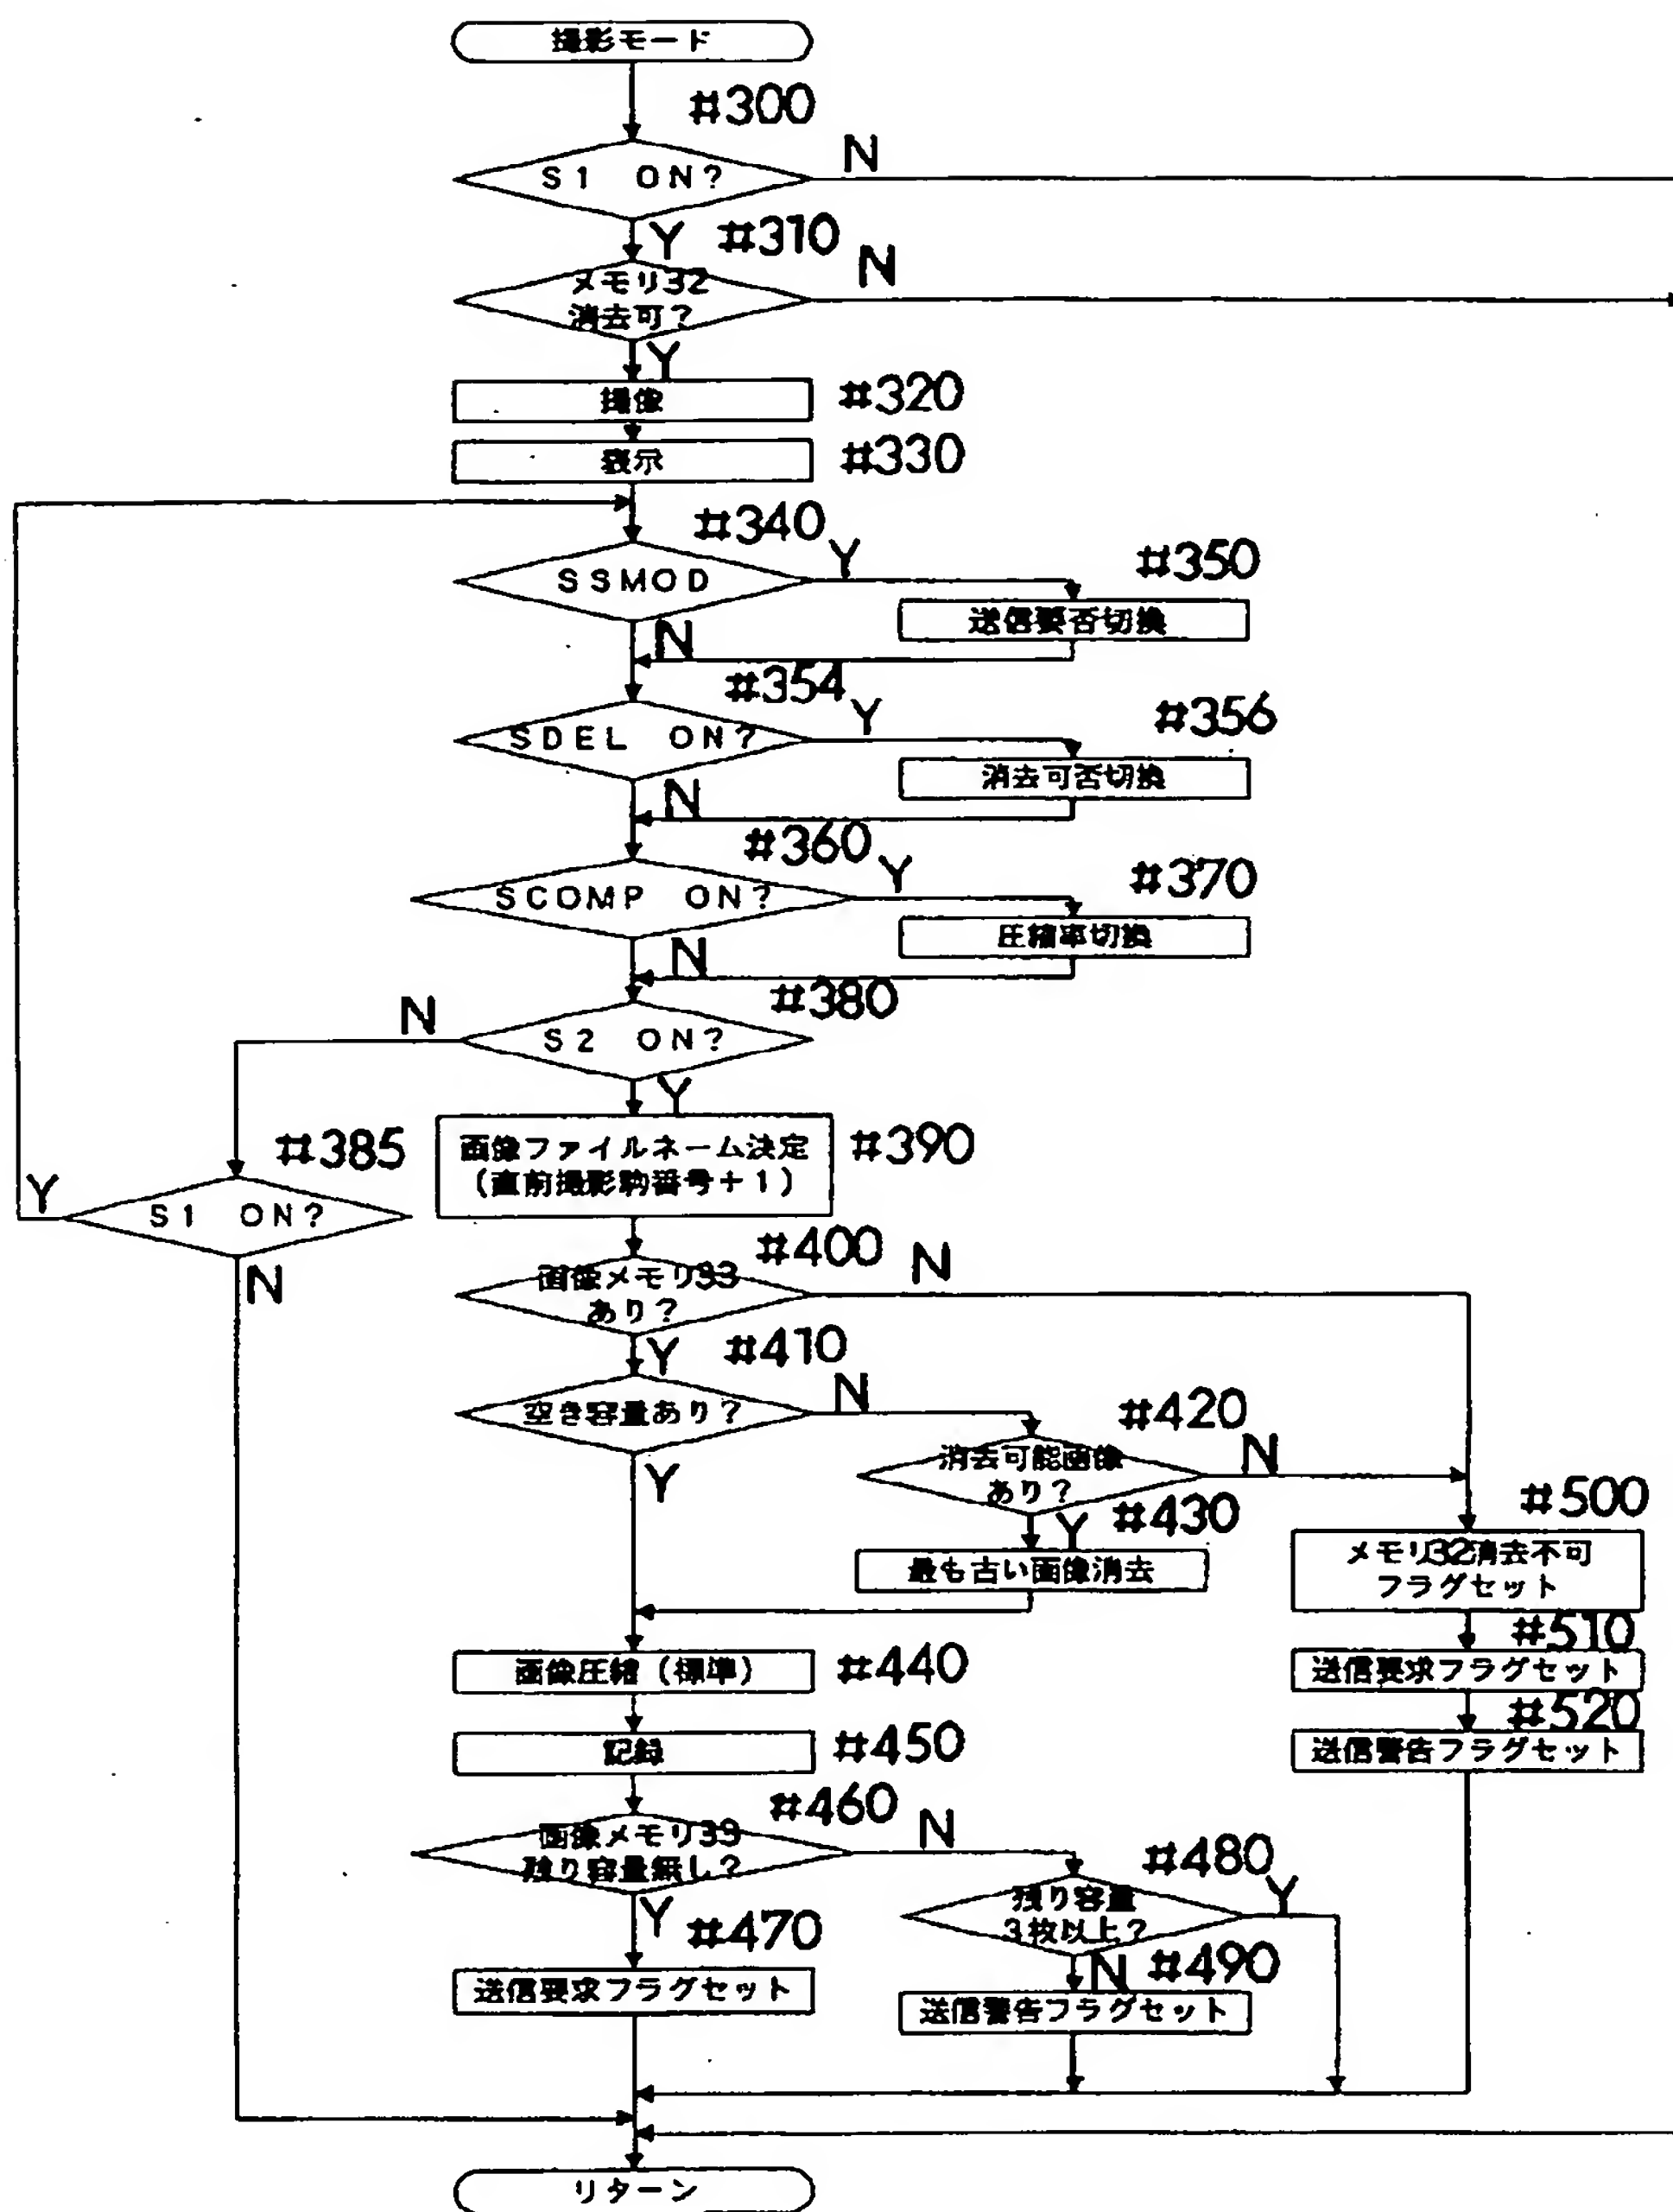 撮影モード
#300
S1 ON?
N
Y
#310
メモリ32
消去可?
N
Y
撮像
#320
表示
#330
#340
SSMOD
Y
#350
送信要否切換
N
#354
SDEL ON?
Y
#356
消去可否切換
N
#360
SCOMP ON?
Y
#370
圧縮率切換
N
#380
S2 ON?
N
Y
#385
S1 ON?
Y
N
画像ファイルネーム決定
(直前撮影駒番号+1)
#390
#400
画像メモリ33
あり?
N
Y
#410
空き容量あり?
N
Y
#420
消去可能画像
あり?
N
Y
#430
最も古い画像消去
#500
メモリ32消去不可
フラグセット
#510
送信要求フラグセット
#520
送信警告フラグセット
画像圧縮(標準)
#440
記録
#450
#460
画像メモリ33
残り容量無し?
N
Y
#480
残り容量
3枚以上?
Y
N
#470
送信要求フラグセット
#490
送信警告フラグセット
リターン